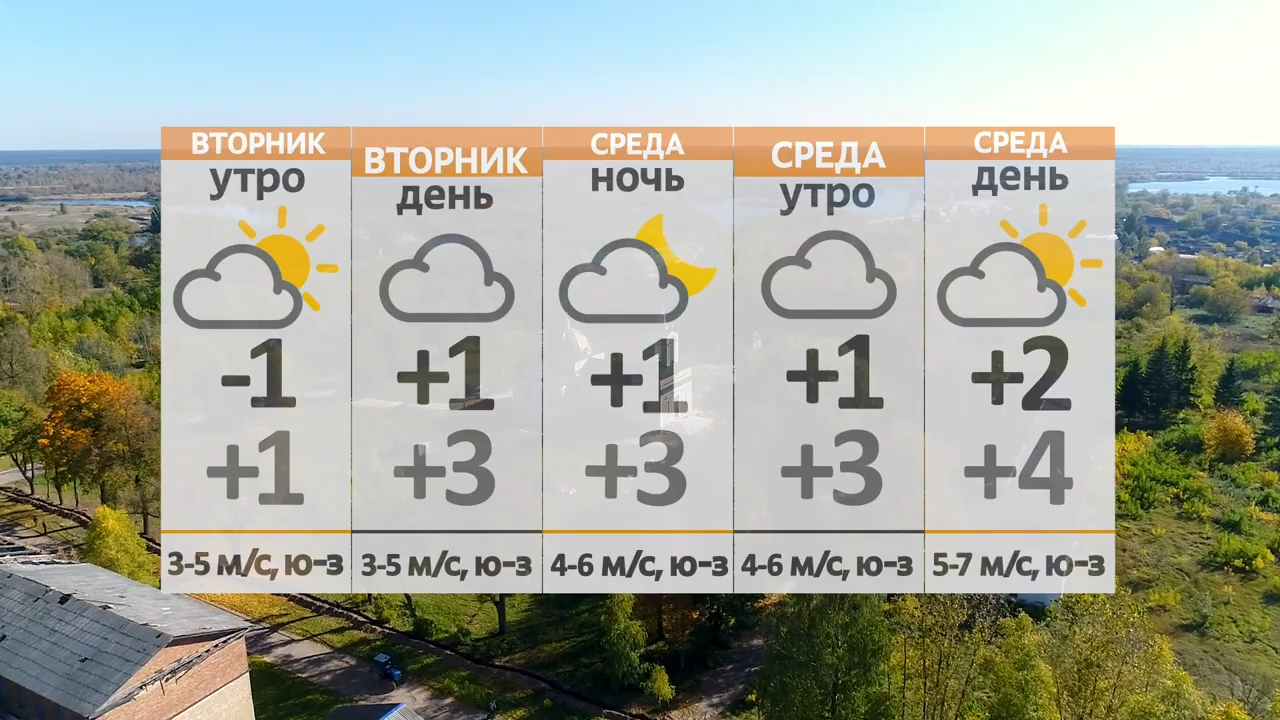 ВТОРНИК
утро
-1
+1
3-5 м/с, ю-з
ВТОРНИК
день
+1
+3
3-5 м/с, ю-з
СРЕДА
ночь
+1
+3
4-6 м/с, ю-з
СРЕДА
утро
+1
+3
4-6 м/с, ю-з
СРЕДА
день
+2
+4
5-7 м/с, ю-з